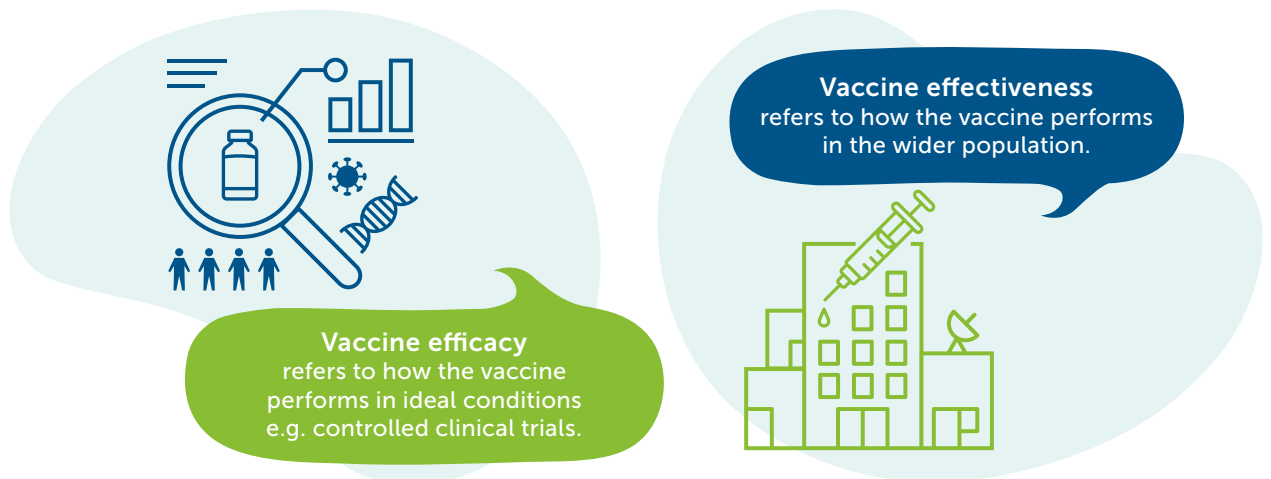 Vaccine efficacy
refers to how the vaccine
performs in ideal conditions
e.g. controlled clinical trials.
Vaccine effectiveness
refers to how the vaccine performs
in the wider population.